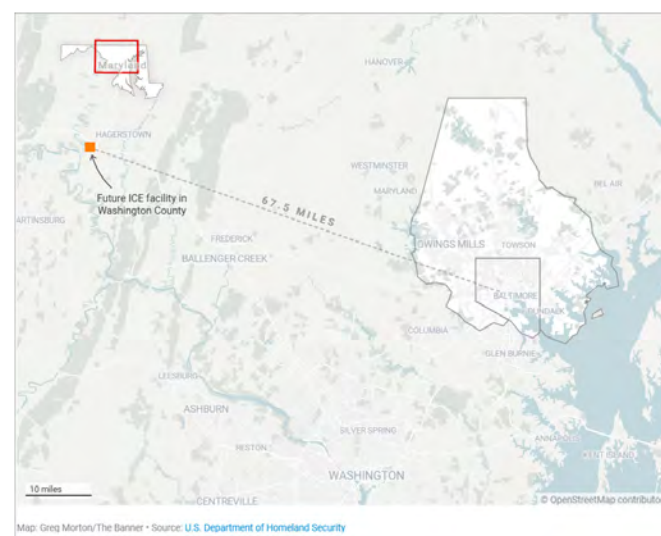 Maryland
HANOVER
HAGERSTOWN
WESTMINSTER
Future ICE facility in
Washington County
67.5 MILES
MARYLAND
BEL AIR
ARTINSBURG
FREDERICK
BALLENGER CREEK
OWINGS MILLS
TOWSON
BALTIMORE
DUNDALK
COLUMBIA
GLEN BURNIE
LEESBURG
ASHBURN
SILVER SPRING
RESTON
ANNAPOLIS
KENT ISLAND
WASHINGTON
10 miles
CENTREVILLE
© OpenStreetMap contributor
Map: Greg Morton/The Banner • Source: U.S. Department of Homeland Security